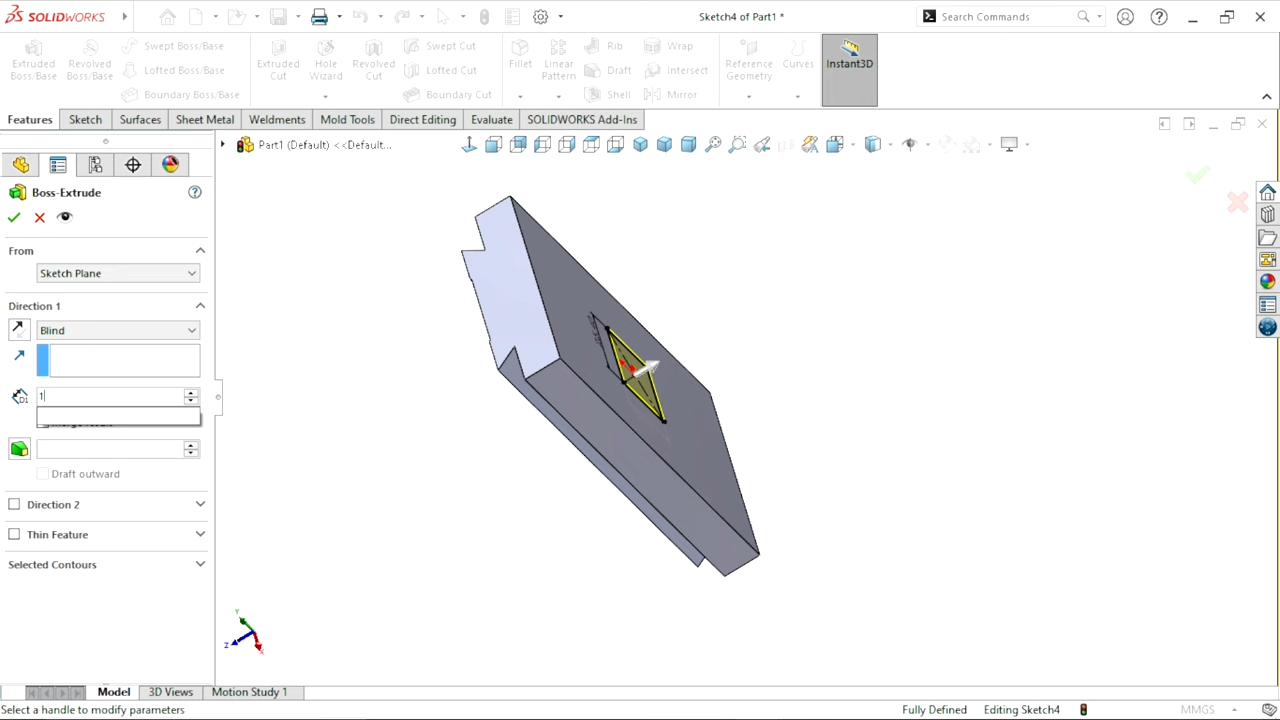 SOLIDWORKS
Sketch4 of Part1 *
Search Commands
Extruded Boss/Base
Revolved Boss/Base
Swept Boss/Base
Lofted Boss/Base
Boundary Boss/Base
Extruded Cut
Hole Wizard
Revolved Cut
Swept Cut
Lofted Cut
Boundary Cut
Fillet
Linear Pattern
Rib
Draft
Shell
Wrap
Intersect
Mirror
Reference Geometry
Curves
Instant3D
Features
Sketch
Surfaces
Sheet Metal
Weldments
Mold Tools
Direct Editing
Evaluate
SOLIDWORKS Add-Ins
Part1 (Default) <<Default...
Boss-Extrude
From
Sketch Plane
Direction 1
Blind
1
Draft outward
Direction 2
Thin Feature
Selected Contours
Y
Z
X
Model
3D Views
Motion Study 1
Select a handle to modify parameters
Fully Defined
Editing Sketch4
MMGS